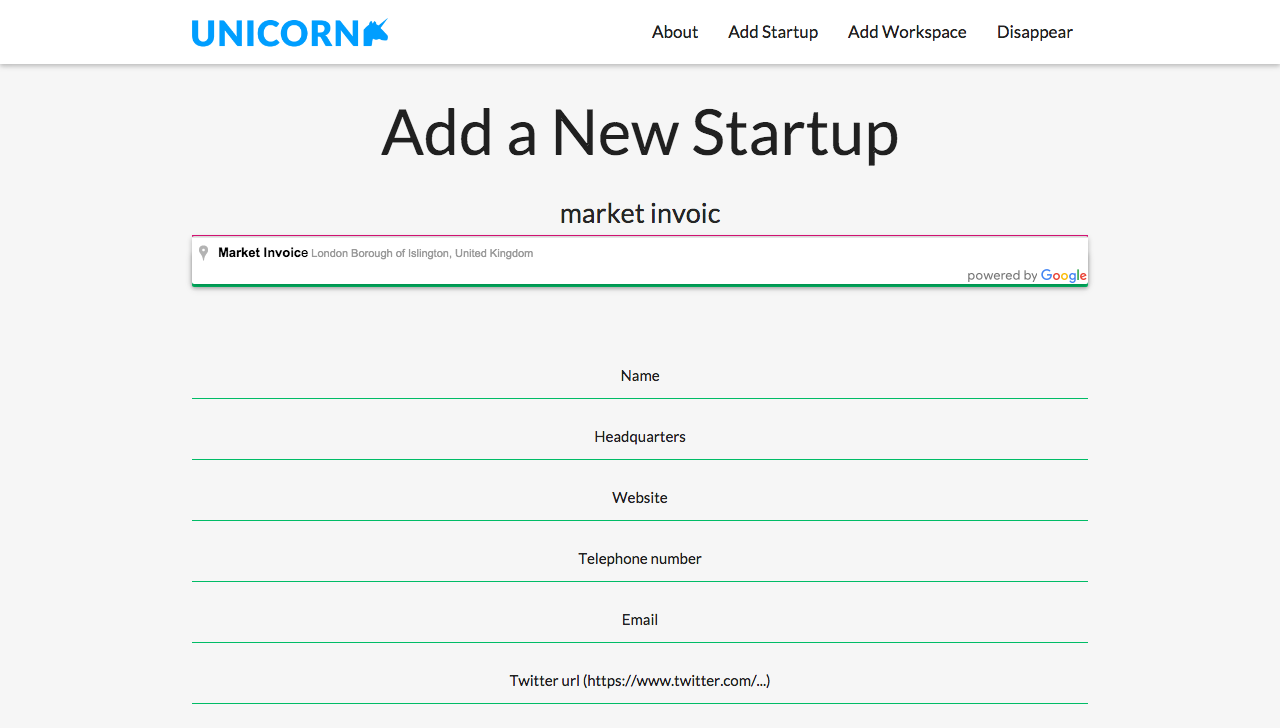 UNICORN
About Add Startup Add Workspace Disappear
Add a New Startup
market invoic
Market Invoice London Borough of Islington, United Kingdom
powered by Google
Name
Headquarters
Website
Telephone number
Email
Twitter url (https://www.twitter.com/...)